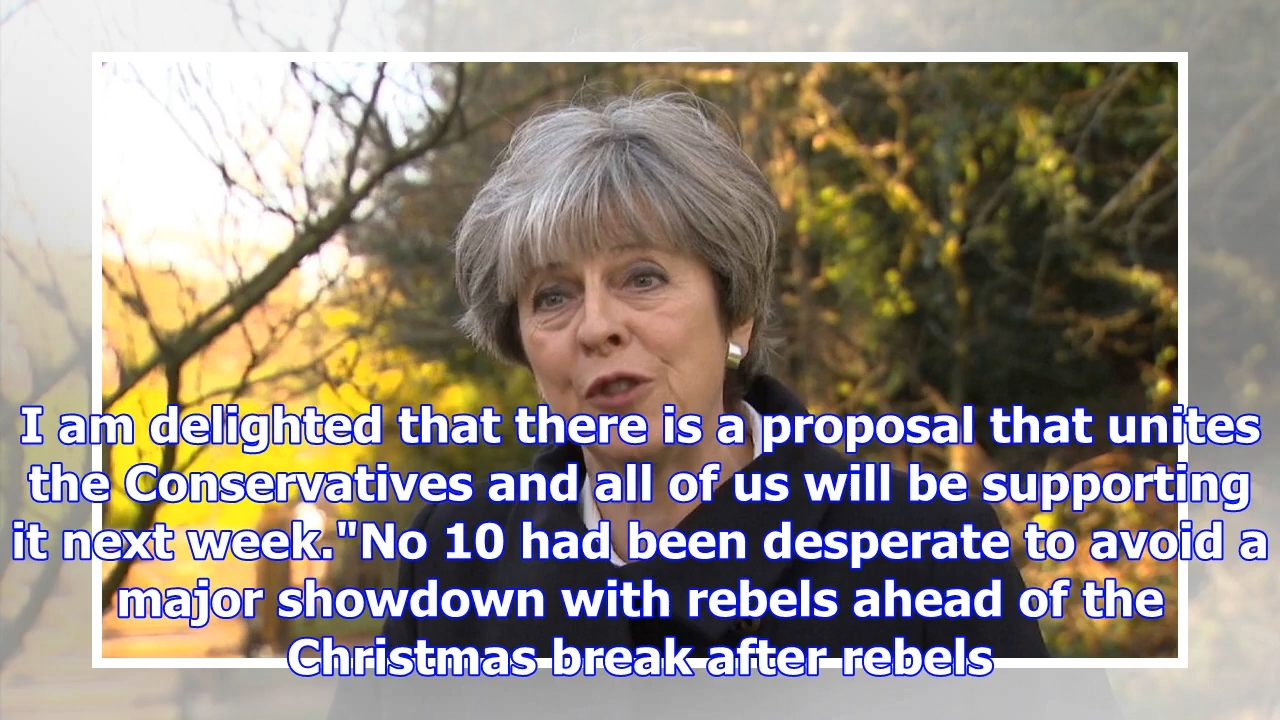 I am delighted that there is a proposal that unites
the Conservatives and all of us will be supporting
it next week."No 10 had been desperate to avoid a
major showdown with rebels ahead of the
Christmas break after rebels